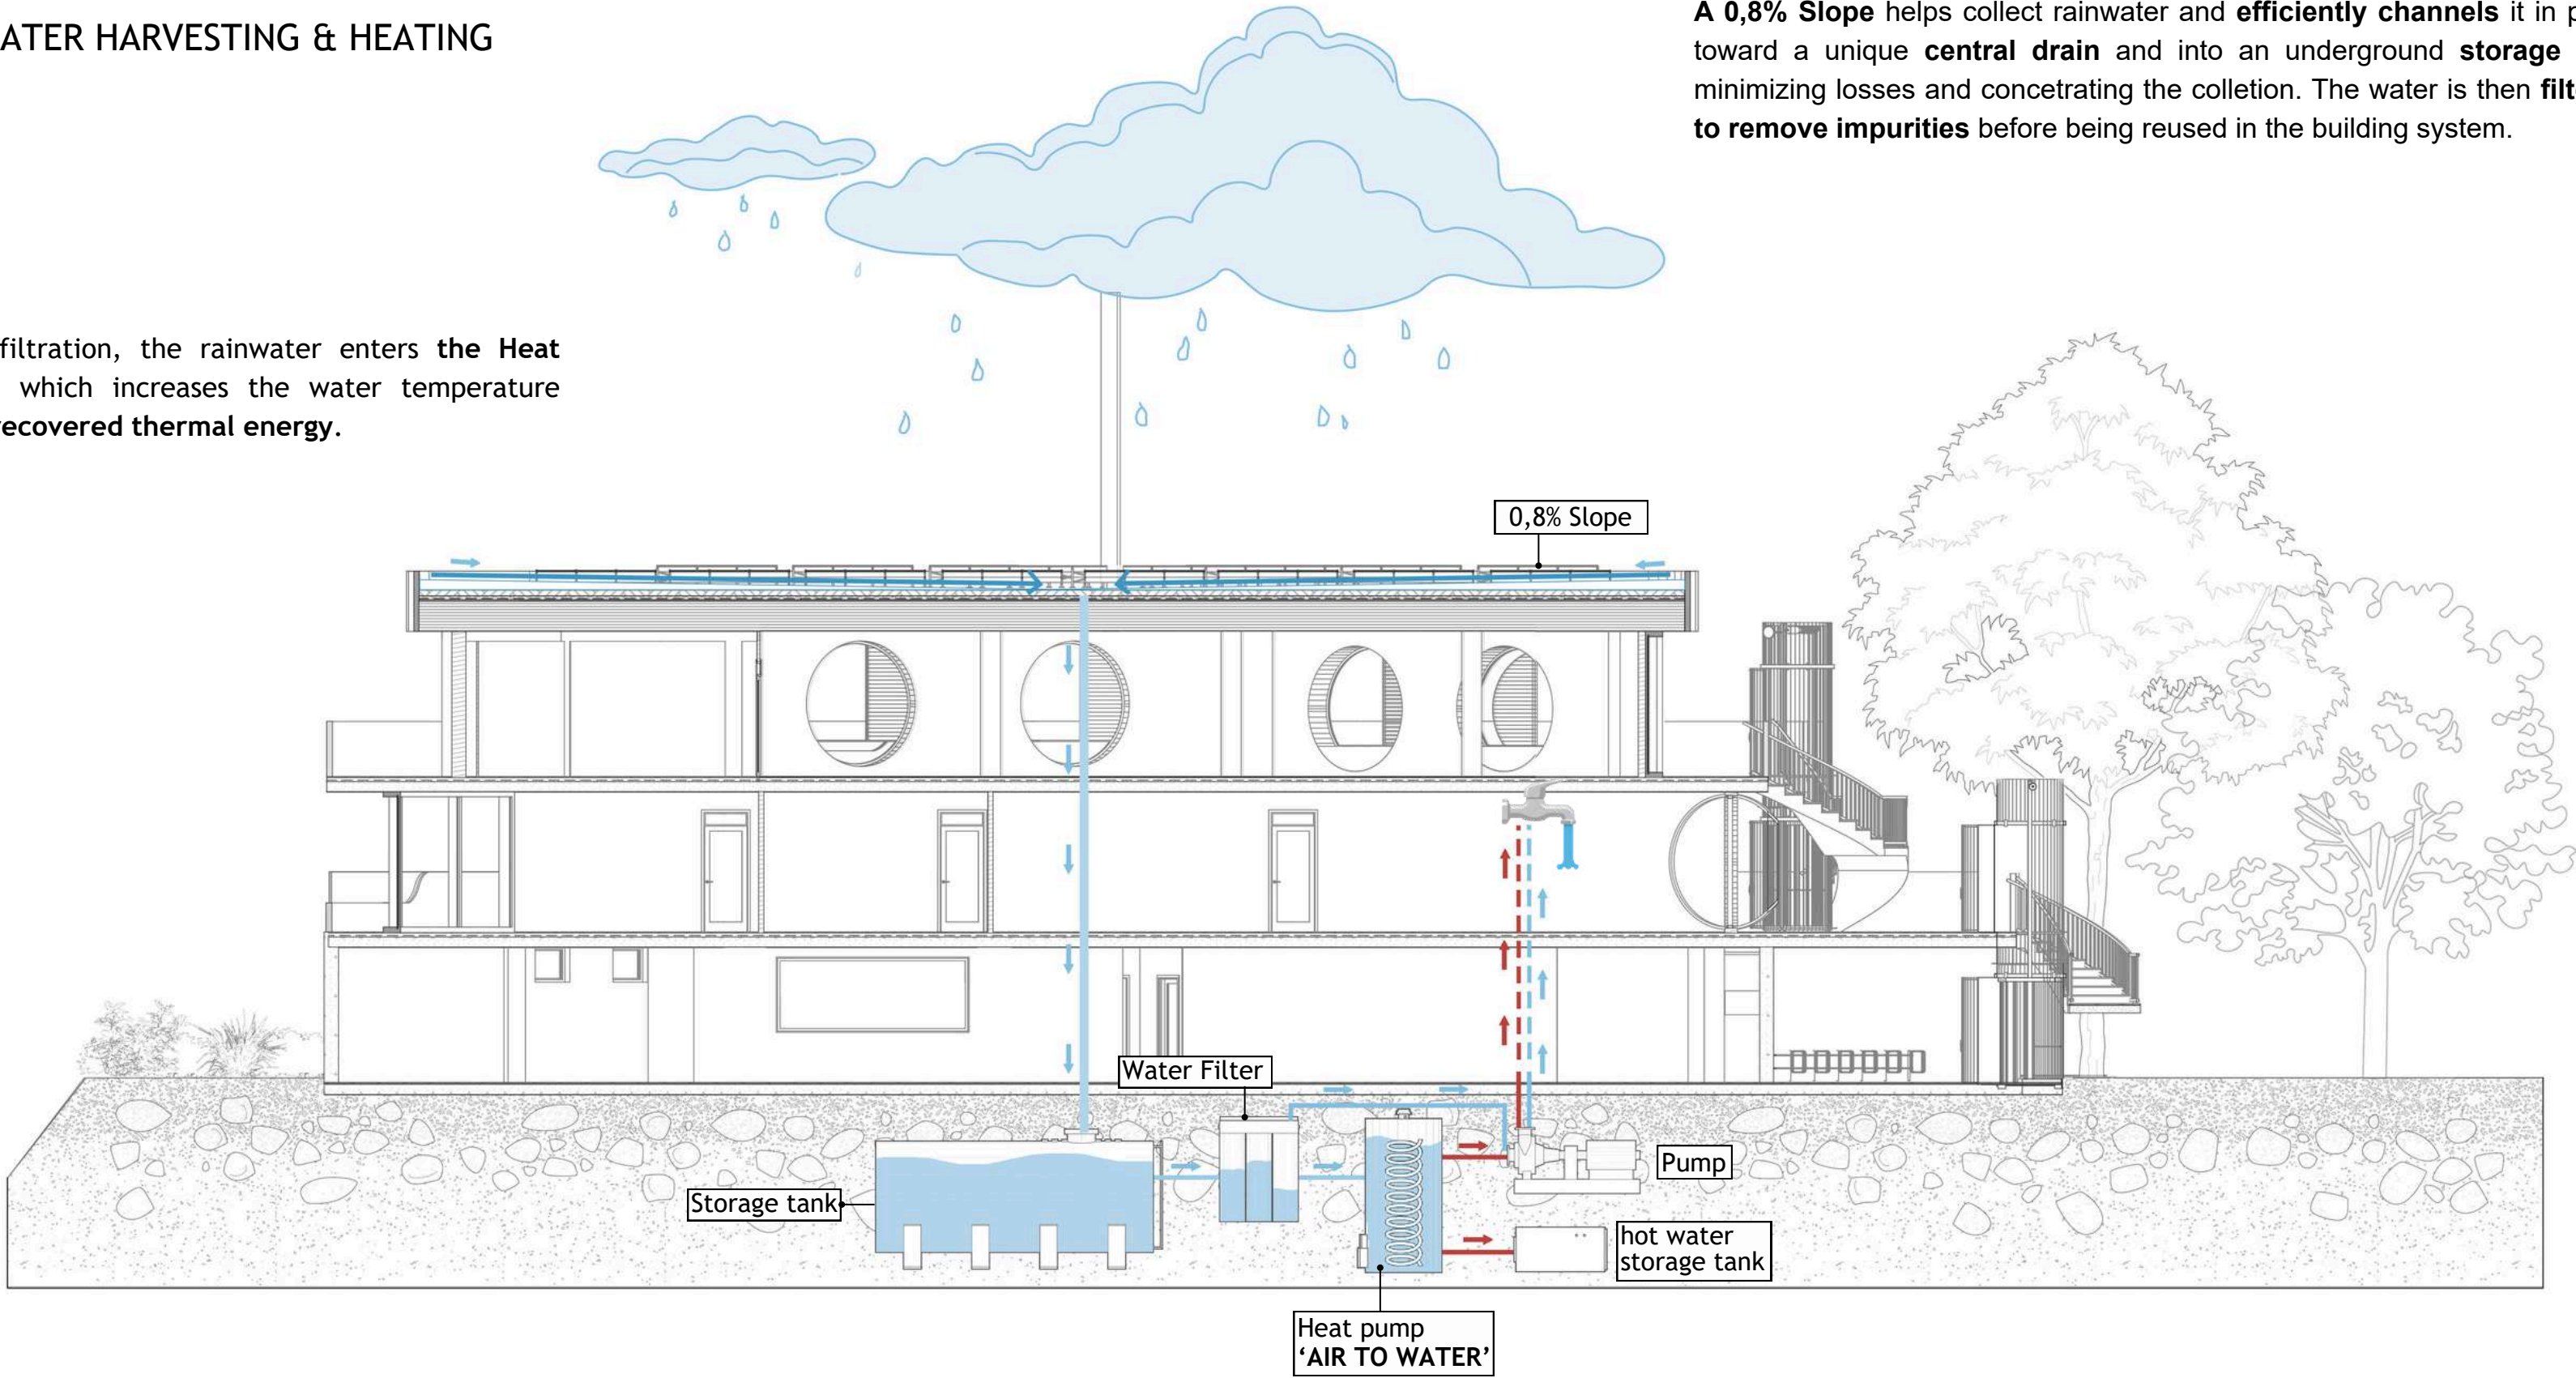 ATER HARVESTING & HEATING
A 0,8% Slope helps collect rainwater and efficiently channels it in p
toward a unique central drain and into an underground storage
minimizing losses and concetrating the colletion. The water is then filt
to remove impurities before being reused in the building system.
filtration, the rainwater enters the Heat
which increases the water temperature
recovered thermal energy.
0,8% Slope
Water Filter
Pump
Storage tank
hot water
storage tank
Heat pump
‘AIR TO WATER’